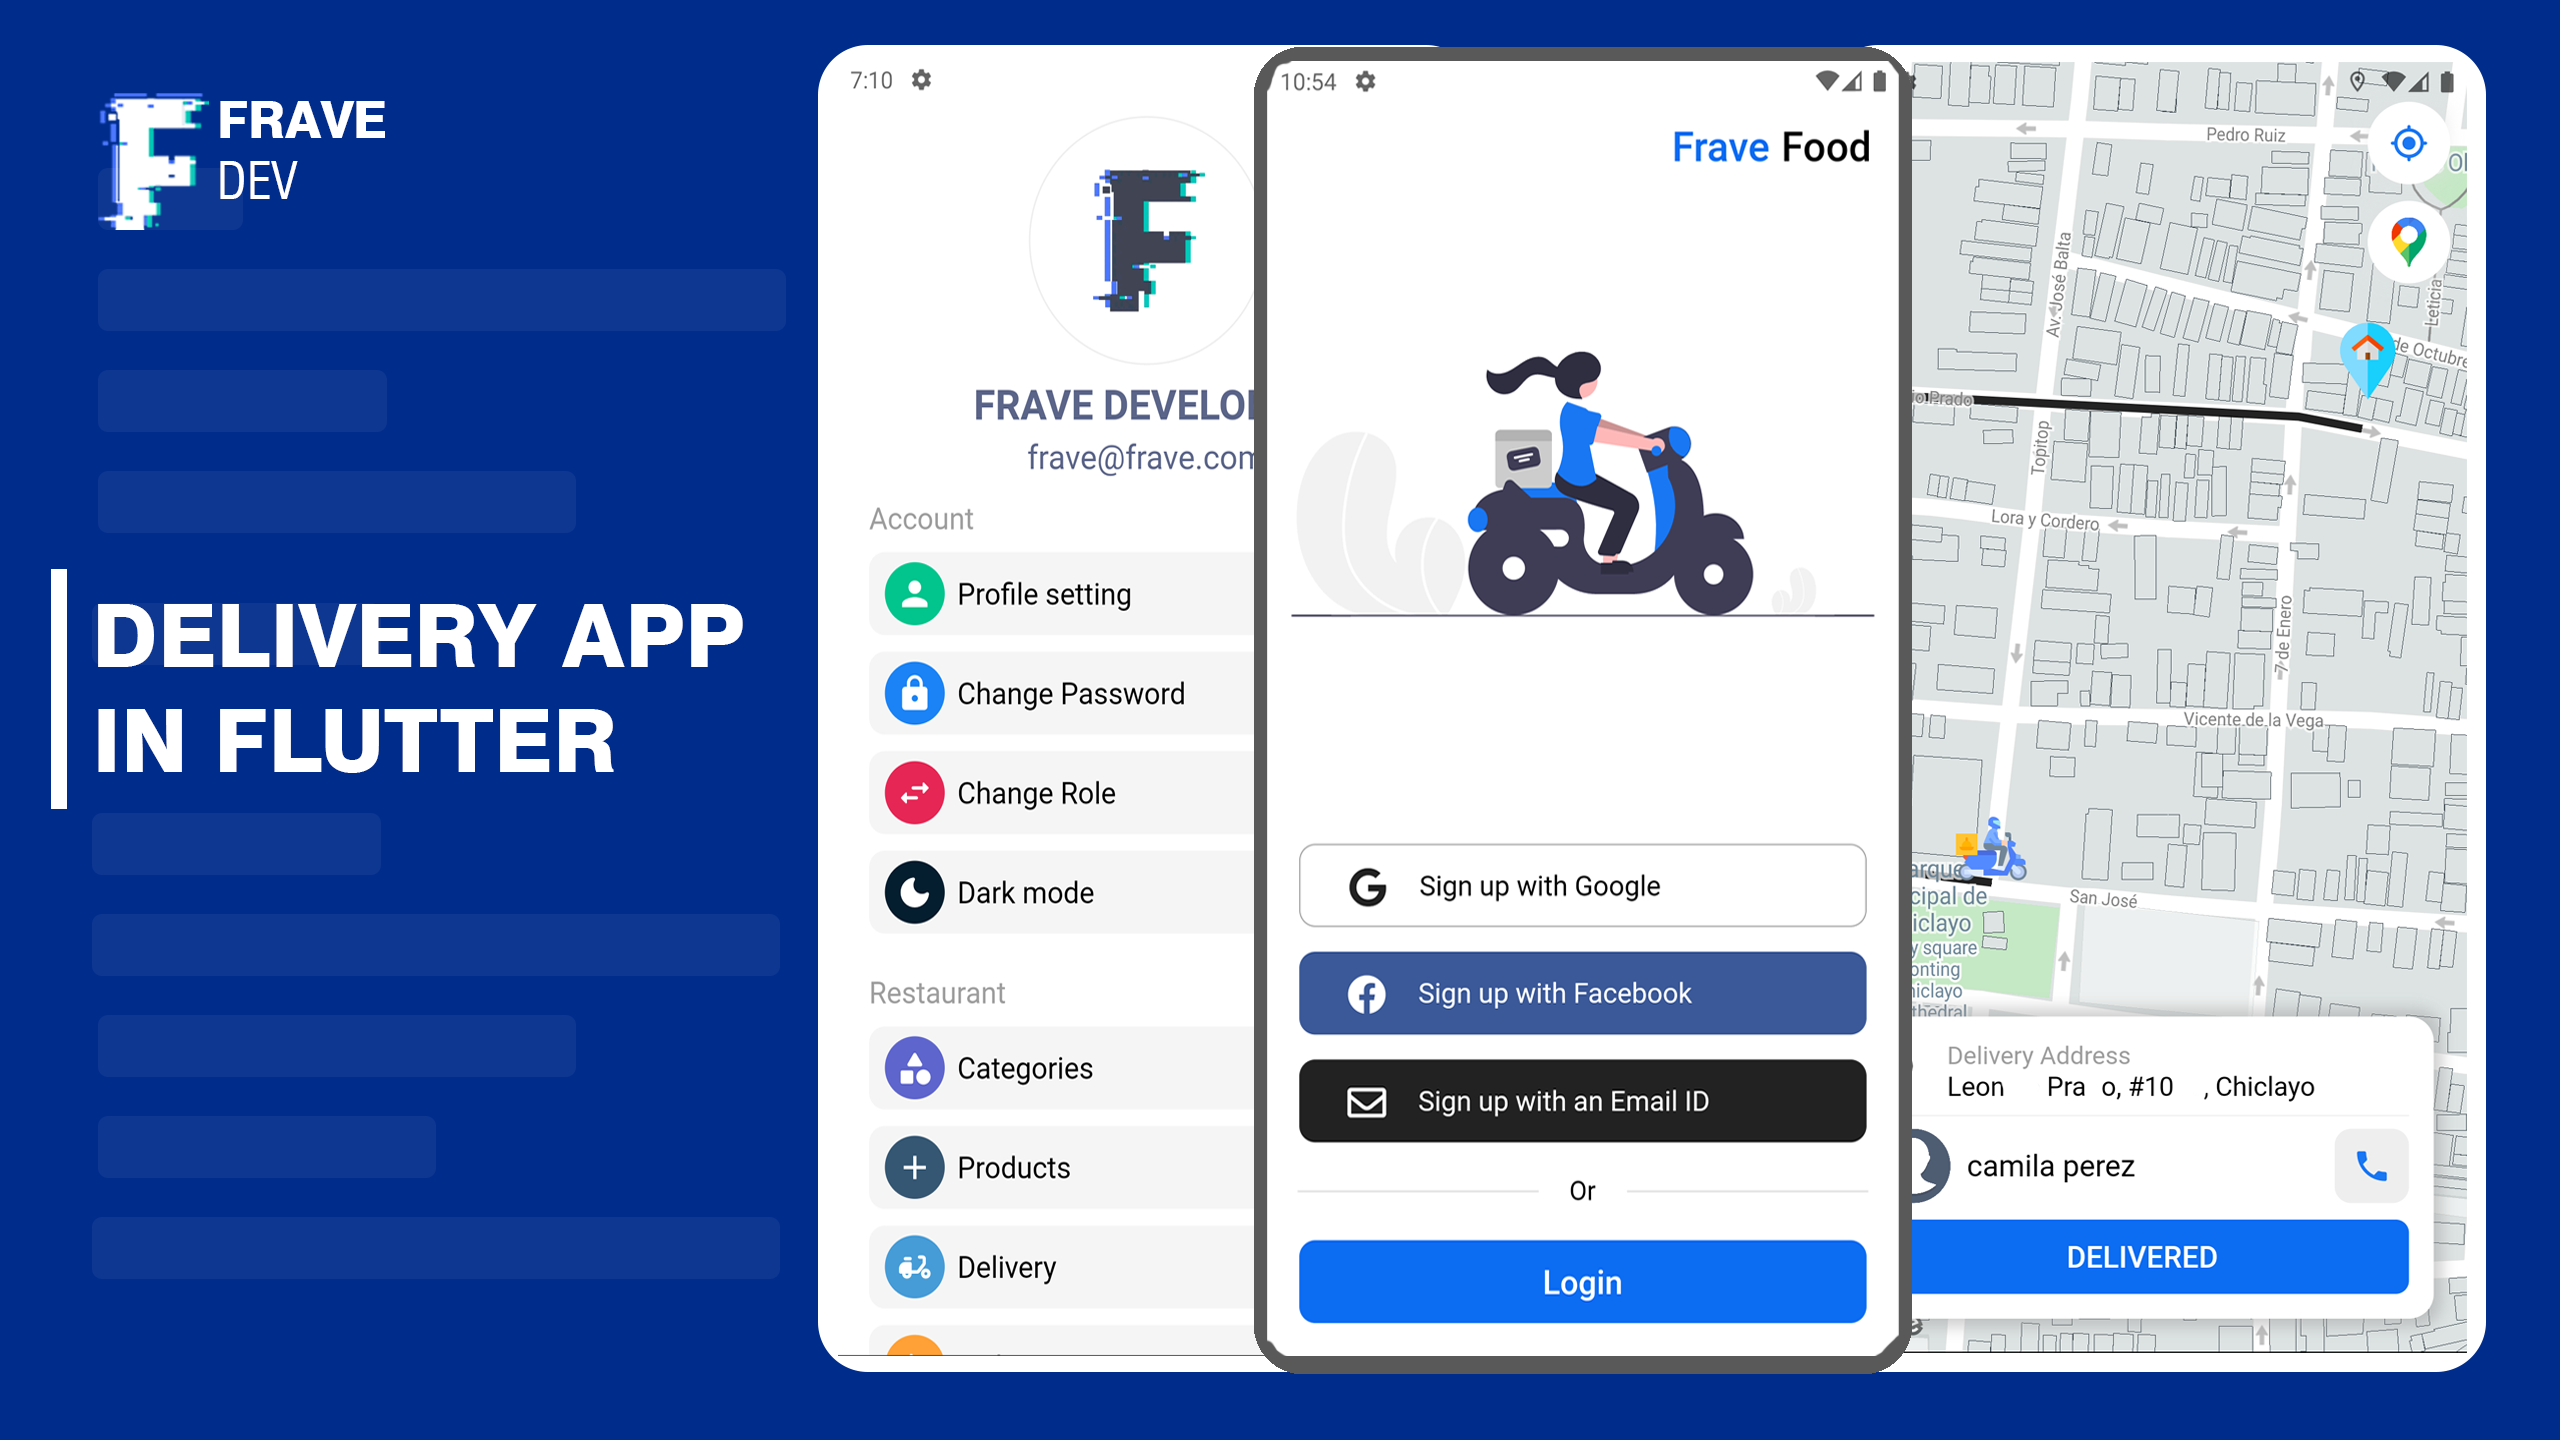 FRAVE
DEV
DELIVERY APP
IN FLUTTER
7:10
FRAVE DEVELO
frave@frave.com
Account
Profile setting
Change Password
Change Role
Dark mode
Restaurant
Categories
Products
Delivery
10:54
Frave Food
Sign up with Google
Sign up with Facebook
Sign up with an Email ID
Or
Login
Pedro Ruiz
Av. José Balta
Leticia
de Octubre
io Prado
Topitop
Lora y Cordero
7 de Enero
Vicente de la Vega
San José
arque
cipal de
iclayo
y square
onting
hiclayo
thedral
Delivery Address
Leon Pra o, #10 , Chiclayo
camila perez
DELIVERED